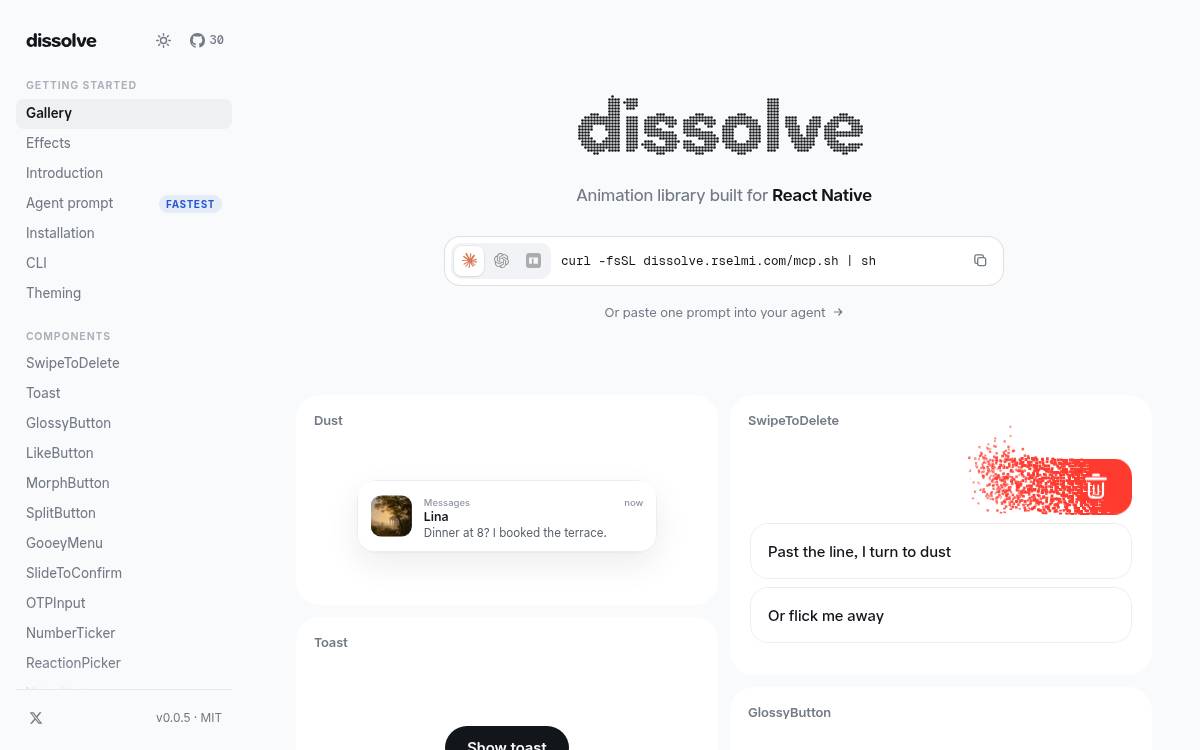 dissolve
30
GETTING STARTED
Gallery
Effects
Introduction
Agent prompt FASTEST
Installation
CLI
Theming
COMPONENTS
SwipeToDelete
Toast
GlossyButton
LikeButton
MorphButton
SplitButton
GooeyMenu
SlideToConfirm
OTPInput
NumberTicker
ReactionPicker
v0.0.5 · MIT
dissolve
Animation library built for React Native
curl -fsSL dissolve.rselmi.com/mcp.sh | sh
Or paste one prompt into your agent →
Dust
Messages now
Lina
Dinner at 8? I booked the terrace.
Toast
Show toast
SwipeToDelete
Past the line, I turn to dust
Or flick me away
GlossyButton